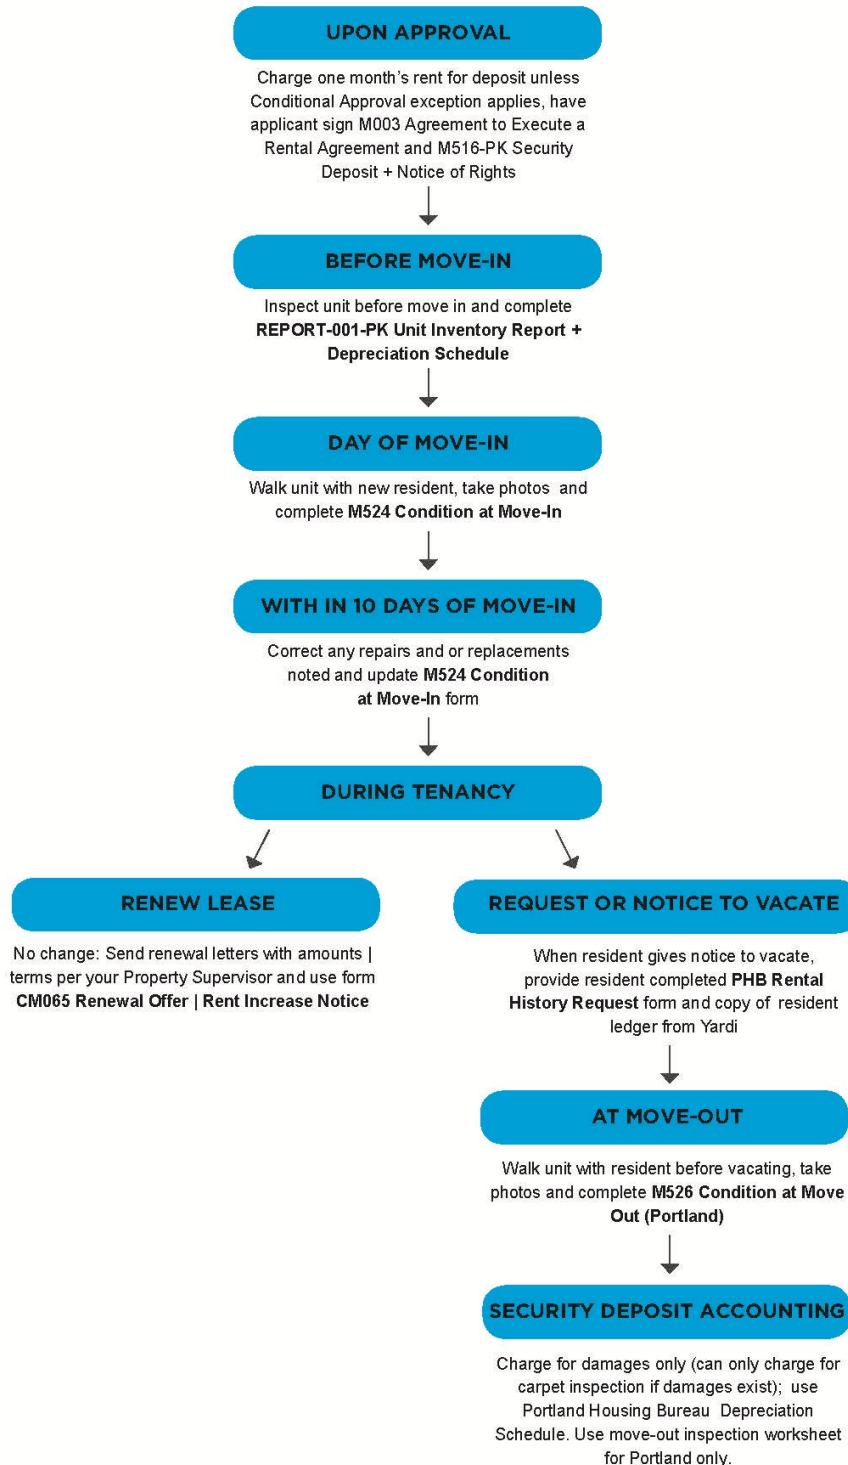 UPON APPROVAL
Charge one month's rent for deposit unless
Conditional Approval exception applies, have
applicant sign M003 Agreement to Execute a
Rental Agreement and M516-PK Security
Deposit + Notice of Rights
BEFORE MOVE-IN
Inspect unit before move in and complete
REPORT-001-PK Unit Inventory Report +
Depreciation Schedule
DAY OF MOVE-IN
Walk unit with new resident, take photos and
complete M524 Condition at Move-In
WITH IN 10 DAYS OF MOVE-IN
Correct any repairs and or replacements
noted and update M524 Condition
at Move-In form
DURING TENANCY
RENEW LEASE
No change: Send renewal letters with amounts |
terms per your Property Supervisor and use form
CM065 Renewal Offer | Rent Increase Notice
REQUEST OR NOTICE TO VACATE
When resident gives notice to vacate,
provide resident completed PHB Rental
History Request form and copy of resident
ledger from Yardi
AT MOVE-OUT
Walk unit with resident before vacating, take
photos and complete M526 Condition at Move
Out (Portland)
SECURITY DEPOSIT ACCOUNTING
Charge for damages only (can only charge for
carpet inspection if damages exist); use
Portland Housing Bureau Depreciation
Schedule. Use move-out inspection worksheet
for Portland only.